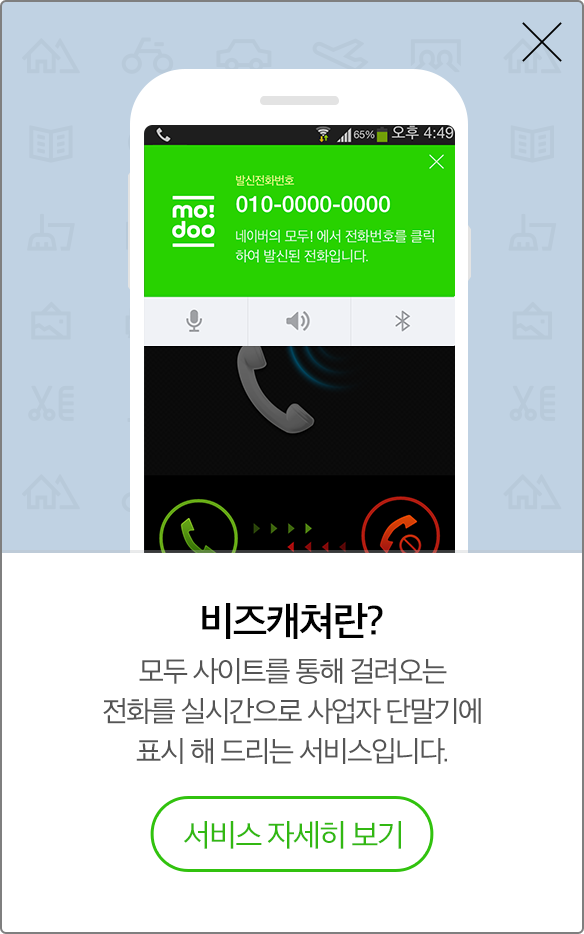 65% 오후 4:49
발신전화번호
010-0000-0000
mo!
doo
네이버의 모두! 에서 전화번호를 클릭
하여 발신된 전화입니다.
비즈캐쳐란?
모두 사이트를 통해 걸려오는
전화를 실시간으로 사업자 단말기에
표시 해 드리는 서비스입니다.
서비스 자세히 보기